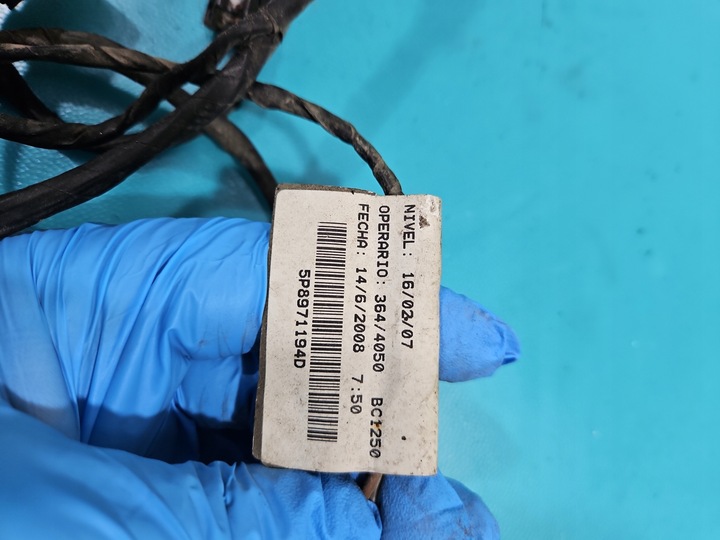 NIVEL: 16/02/07
OPERARIO: 364/4050 BC1250
FECHA: 14/6/2008 7:50
5P8971194D